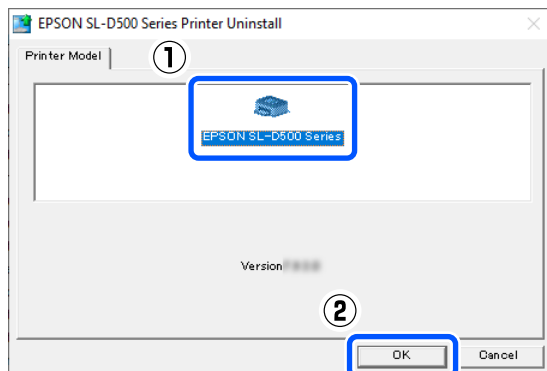 EPSON SL-D500 Series Printer Uninstall
Printer Model
①
EPSON SL-D500 Series
Version
②
OK
Cancel